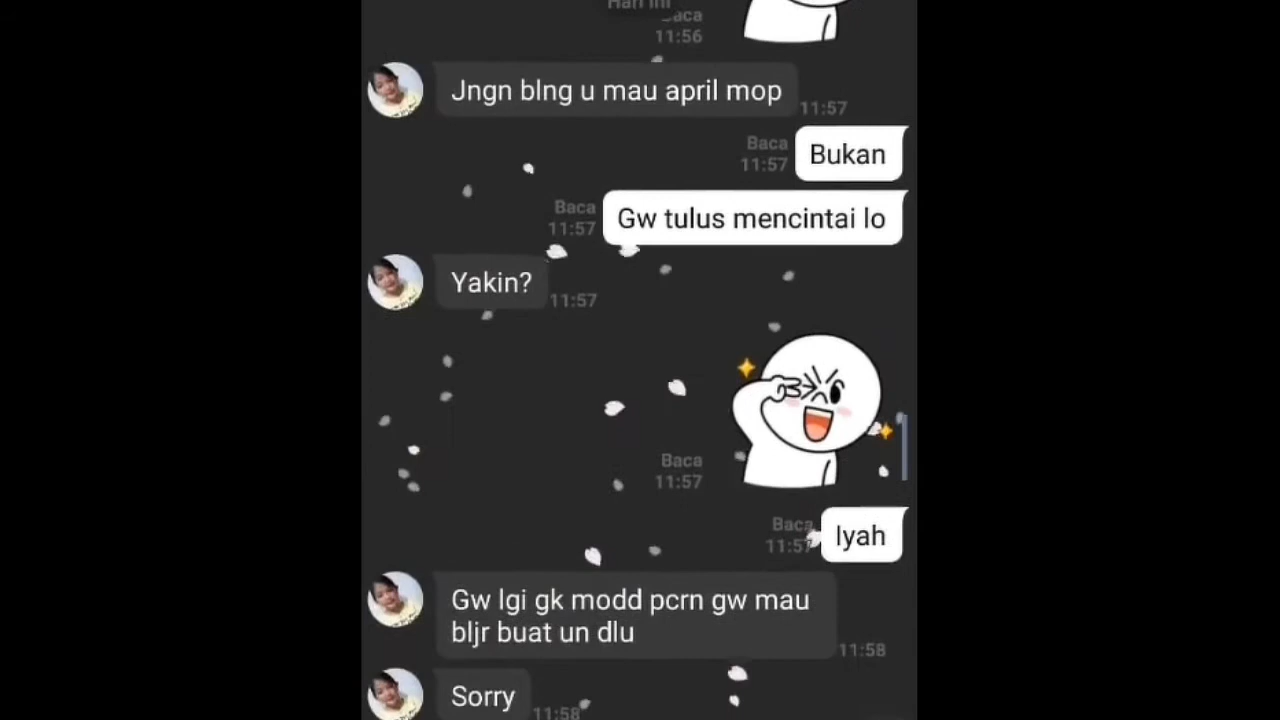 Hari ini
Baca
11:56
Jngn blng u mau april mop
11:57
Baca
11:57
Bukan
Baca
11:57
Gw tulus mencintai lo
Yakin?
11:57
Baca
11:57
Baca
11:57
Iyah
Gw lgi gk modd pcrn gw mau
bljr buat un dlu
11:58
Sorry
11:58